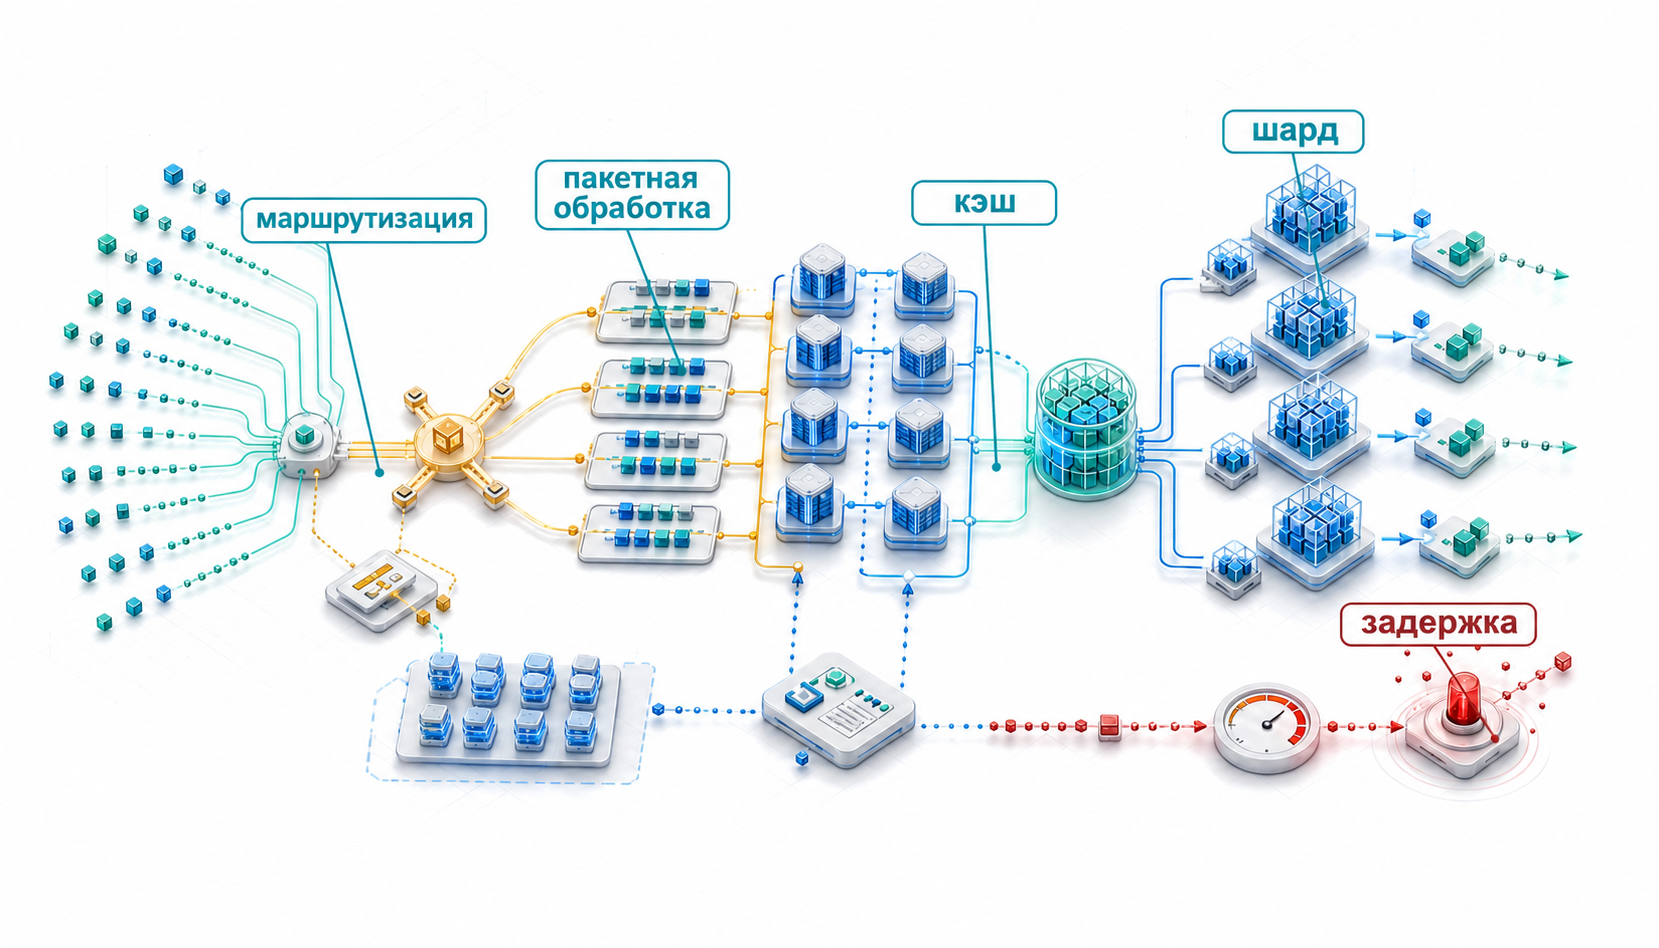 маршрутизация
пакетная
обработка
кэш
шард
задержка